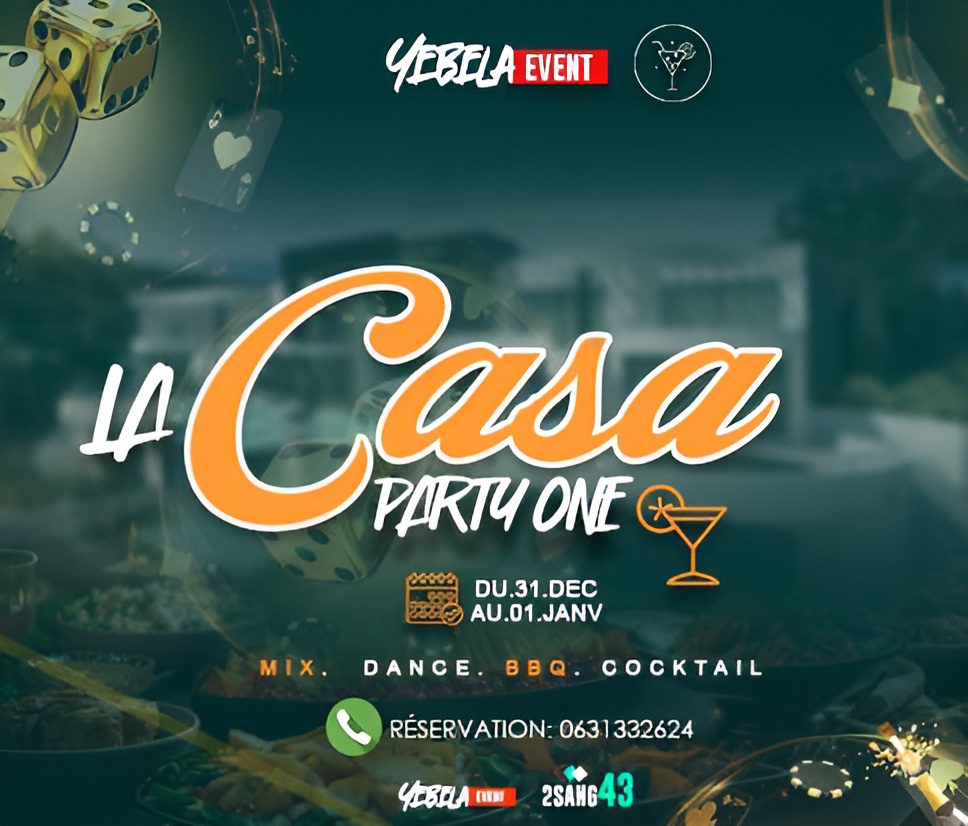 YEBELA EVENT
LA Casa
PARTY ONE
DU.31.DEC
AU.01.JANV
MIX. DANCE. BBQ. COCKTAIL
RÉSERVATION: 0631332624
YEBELA EVENT 2SANG43